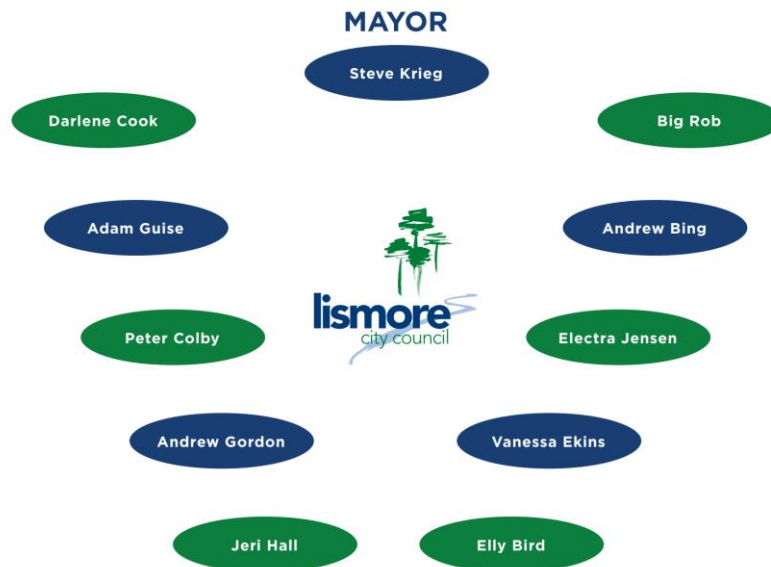 MAYOR
Steve Krieg
Darlene Cook
Big Rob
Adam Guise
Andrew Bing
lismore
city council
Peter Colby
Electra Jensen
Andrew Gordon
Vanessa Ekins
Jeri Hall
Elly Bird